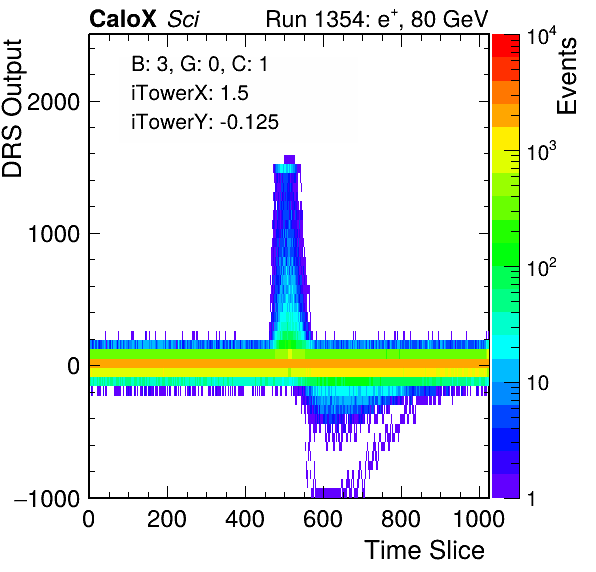 CaloX Sci Run 1354: e⁺, 80 GeV
B: 3, G: 0, C: 1
iTowerX: 1.5
iTowerY: -0.125
DRS Output
2000
1000
0
−1000
0 200 400 600 800 1000
Time Slice
Events
10⁴
10³
10²
10
1